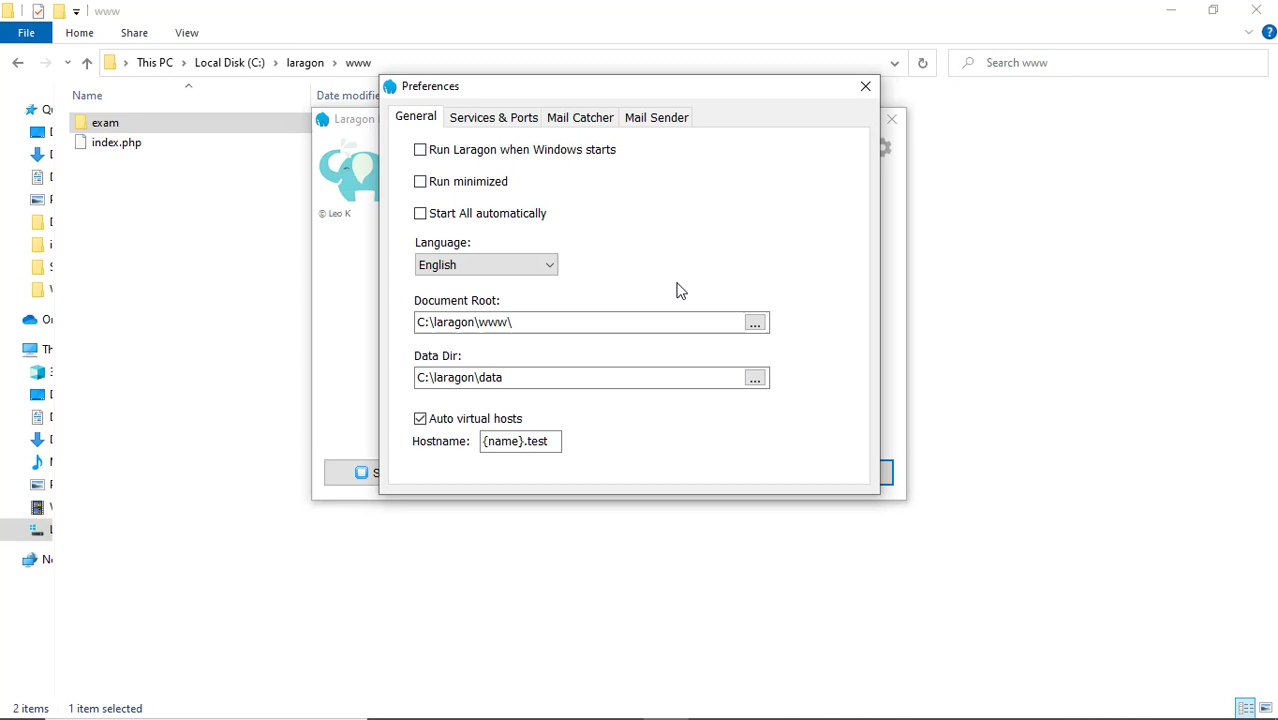 www
File Home Share View
This PC Local Disk (C:) laragon www Search www
Name Date modifie
exam
index.php
Laragon
© Leo K
Preferences
General Services & Ports Mail Catcher Mail Sender
Run Laragon when Windows starts
Run minimized
Start All automatically
Language:
English
Document Root:
C:\laragon\www\
...
Data Dir:
C:\laragon\data
...
Auto virtual hosts
Hostname: {name}.test
2 items 1 item selected